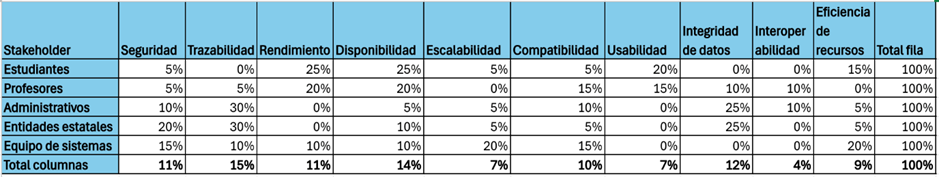 Stakeholder Seguridad Trazabilidad Rendimiento Disponibilidad Escalabilidad Compatibilidad Usabilidad Integridad de datos Interoper abilidad Eficiencia de recursos Total fila
Estudiantes 5% 0% 25% 25% 5% 5% 20% 0% 0% 15% 100%
Profesores 5% 5% 20% 20% 0% 15% 15% 10% 10% 0% 100%
Administrativos 10% 30% 0% 5% 5% 10% 0% 25% 10% 5% 100%
Entidades estatales 20% 30% 0% 10% 5% 5% 0% 25% 0% 5% 100%
Equipo de sistemas 15% 10% 10% 10% 20% 15% 0% 0% 0% 20% 100%
Total columnas 11% 15% 11% 14% 7% 10% 7% 12% 4% 9% 100%